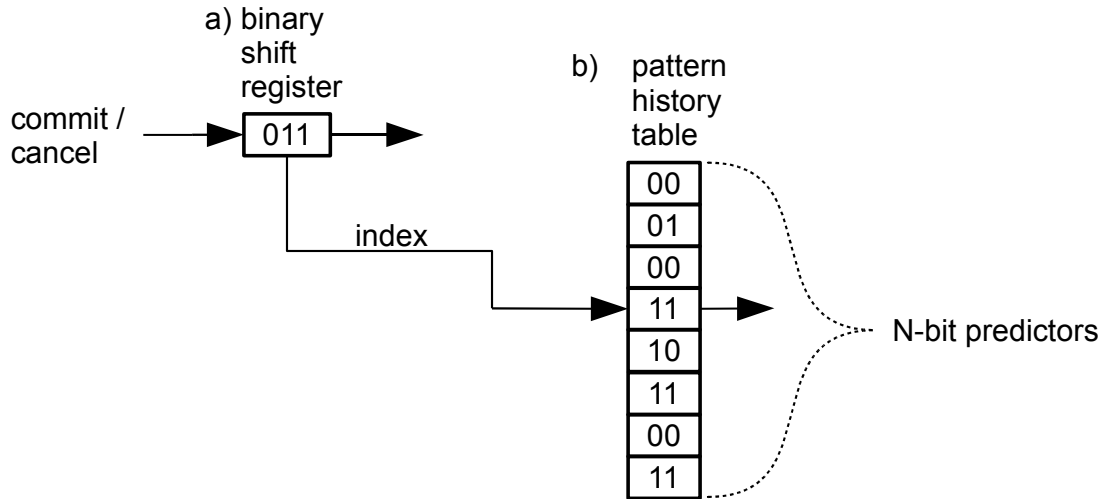 a) binary
shift
register
commit /
cancel
011
index
b) pattern
history
table
00
01
00
11
10
11
00
11
N-bit predictors